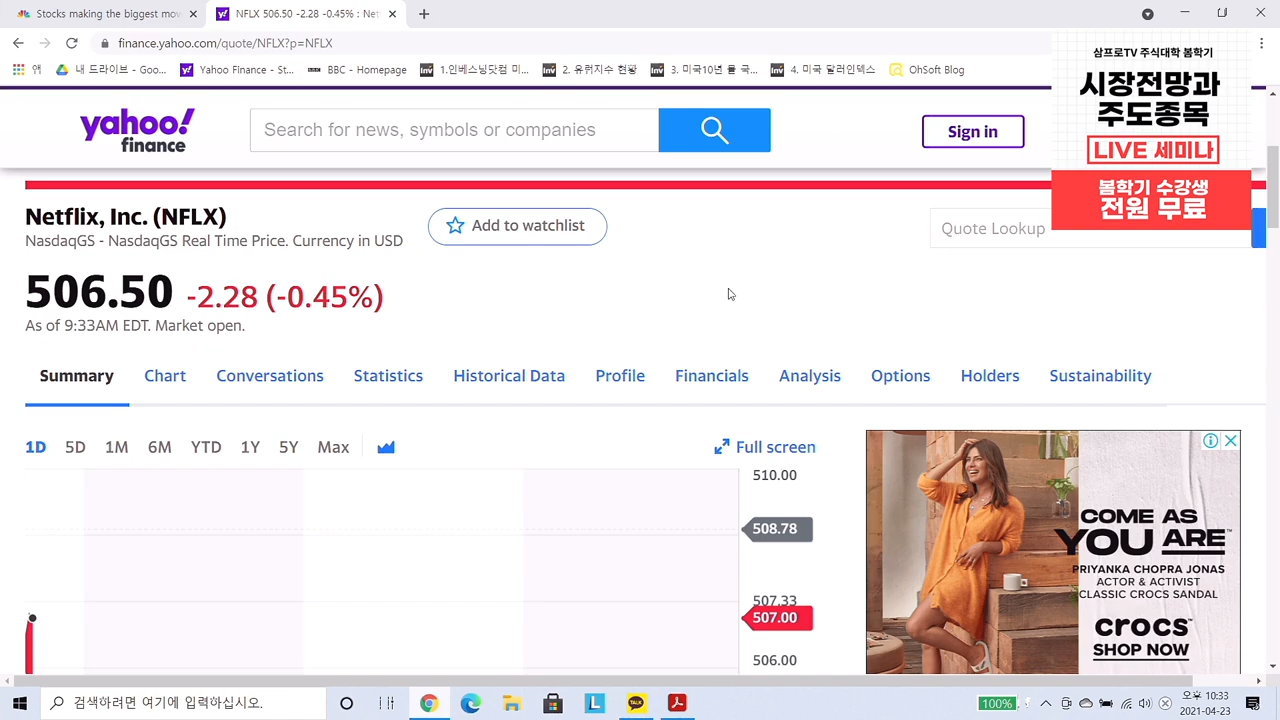 Stocks making the biggest mov
NFLX 506.50 -2.28 -0.45% : Net
finance.yahoo.com/quote/NFLX?p=NFLX
앱
내 드라이브 - Goo...
Yahoo Finance - St...
BBC - Homepage
1.인베스팅닷컴 미...
2. 유럽지수 현황
3. 미국10년 물 국...
4. 미국 달러인덱스
OhSoft Blog
삼프로TV 주식대학 봄학기
시장전망과
주도종목
LIVE 세미나
봄학기 수강생
전원 무료
yahoo!
finance
Search for news, symbols or companies
Sign in
Netflix, Inc. (NFLX)
NasdaqGS - NasdaqGS Real Time Price. Currency in USD
Add to watchlist
Quote Lookup
506.50 -2.28 (-0.45%)
As of 9:33AM EDT. Market open.
Summary Chart Conversations Statistics Historical Data Profile Financials Analysis Options Holders Sustainability
1D 5D 1M 6M YTD 1Y 5Y Max
Full screen
510.00
508.78
507.33
507.00
506.00
COME AS
YOU ARE™
PRIYANKA CHOPRA JONAS
ACTOR & ACTIVIST
CLASSIC CROCS SANDAL
crocs™
SHOP NOW
검색하려면 여기에 입력하십시오.
L
TALK
100%
오후 10:33
2021-04-23